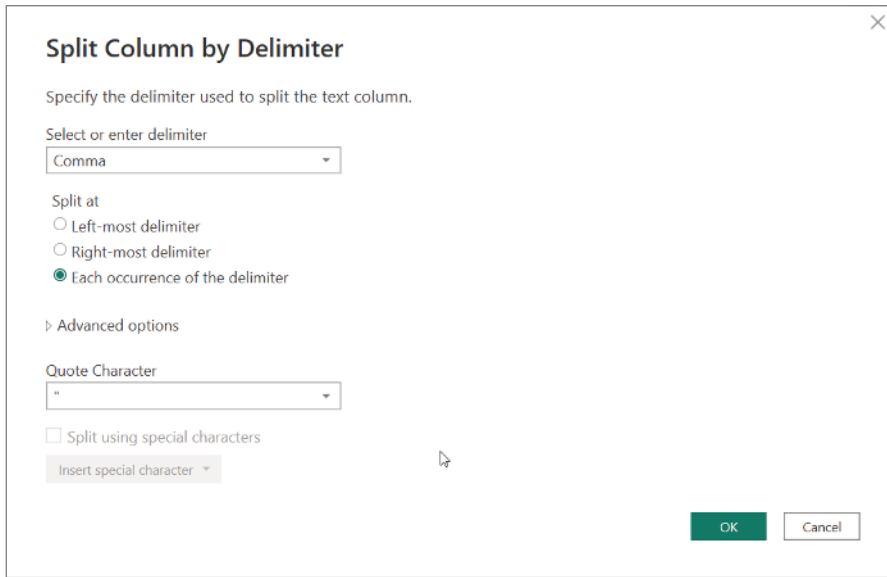 Split Column by Delimiter
Specify the delimiter used to split the text column.
Select or enter delimiter
Comma
Split at
Left-most delimiter
Right-most delimiter
Each occurrence of the delimiter
Advanced options
Quote Character
"
Split using special characters
Insert special character
OK Cancel